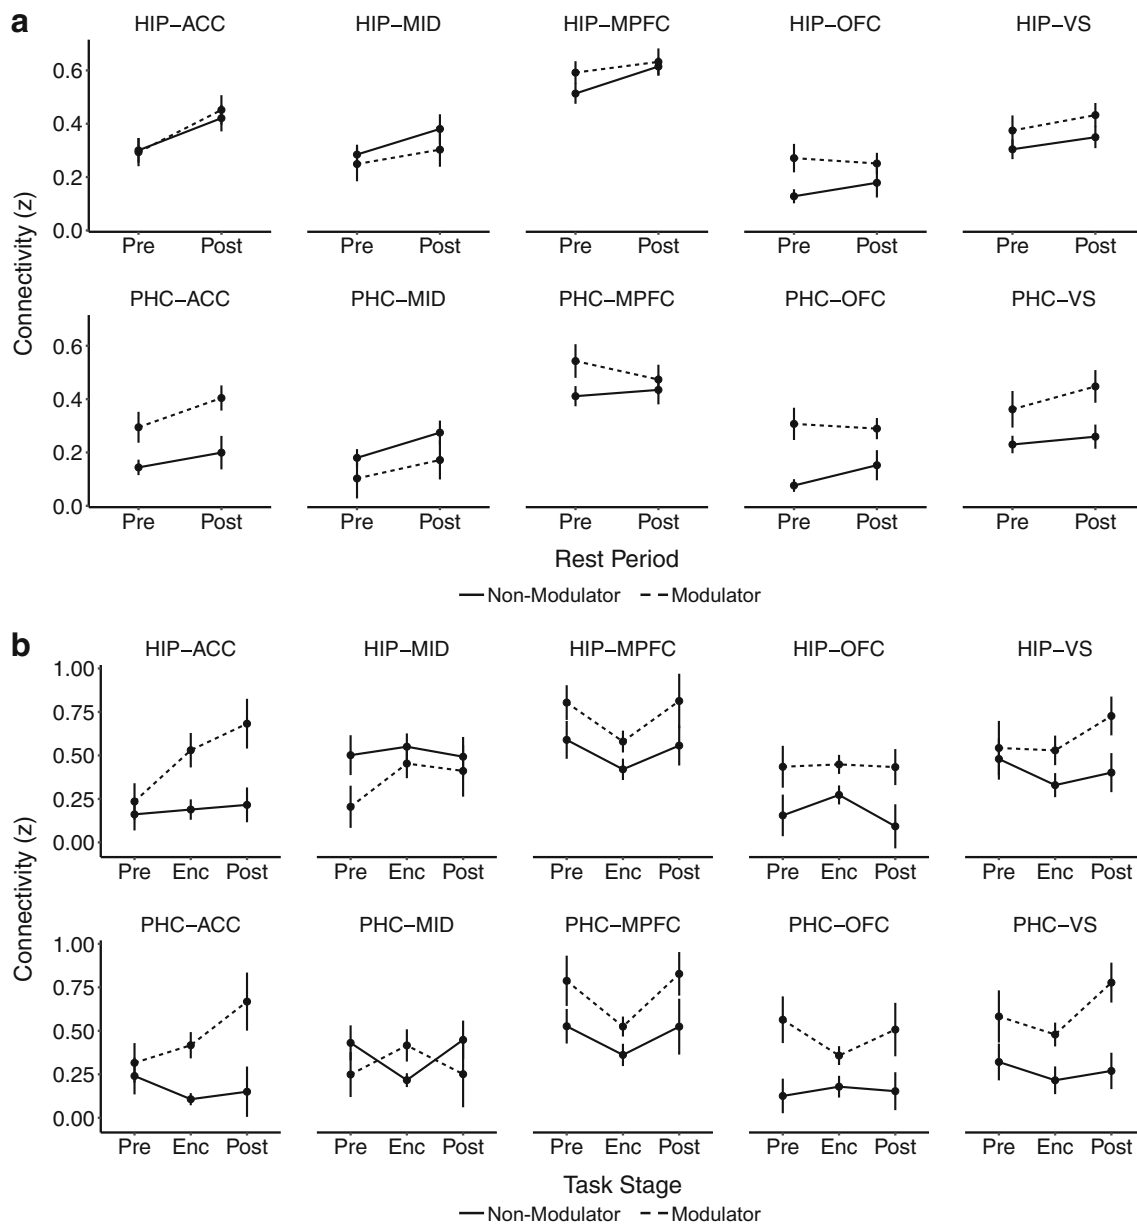 a
HIP–ACC HIP–MID HIP–MPFC HIP–OFC HIP–VS
0.6
0.4
0.2
0.0
Pre Post Pre Post Pre Post Pre Post Pre Post
Connectivity (z)
PHC–ACC PHC–MID PHC–MPFC PHC–OFC PHC–VS
0.6
0.4
0.2
0.0
Pre Post Pre Post Pre Post Pre Post Pre Post
Rest Period
Non-Modulator Modulator
b
HIP–ACC HIP–MID HIP–MPFC HIP–OFC HIP–VS
1.00
0.75
0.50
0.25
0.00
Pre Enc Post Pre Enc Post Pre Enc Post Pre Enc Post Pre Enc Post
Connectivity (z)
PHC–ACC PHC–MID PHC–MPFC PHC–OFC PHC–VS
1.00
0.75
0.50
0.25
0.00
Pre Enc Post Pre Enc Post Pre Enc Post Pre Enc Post Pre Enc Post
Task Stage
Non-Modulator Modulator